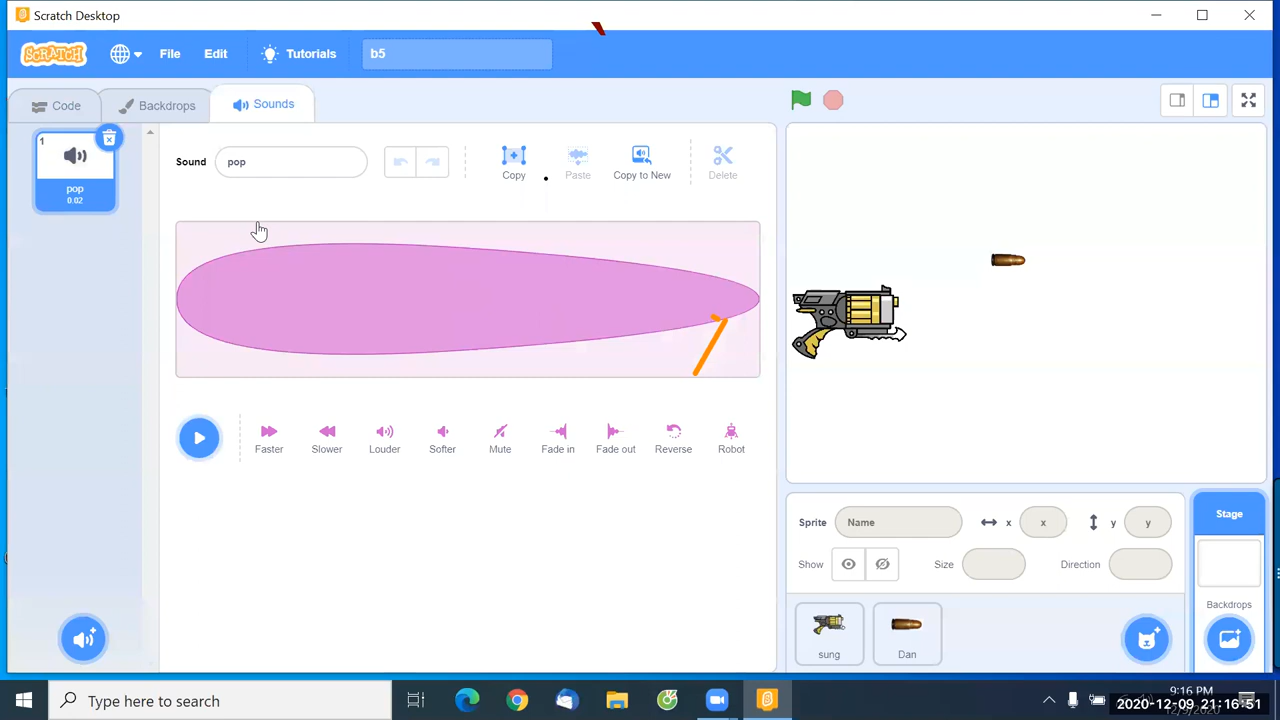 Scratch Desktop
SCRATCH File Edit Tutorials b5
Code Backdrops Sounds
1
pop
0.02
Sound pop Copy Paste Copy to New Delete
Faster Slower Louder Softer Mute Fade in Fade out Reverse Robot
Sprite Name x x y y
Show Size Direction
Stage
Backdrops
sung Dan
Type here to search
9:16 PM
2020-12-09 21:16:51